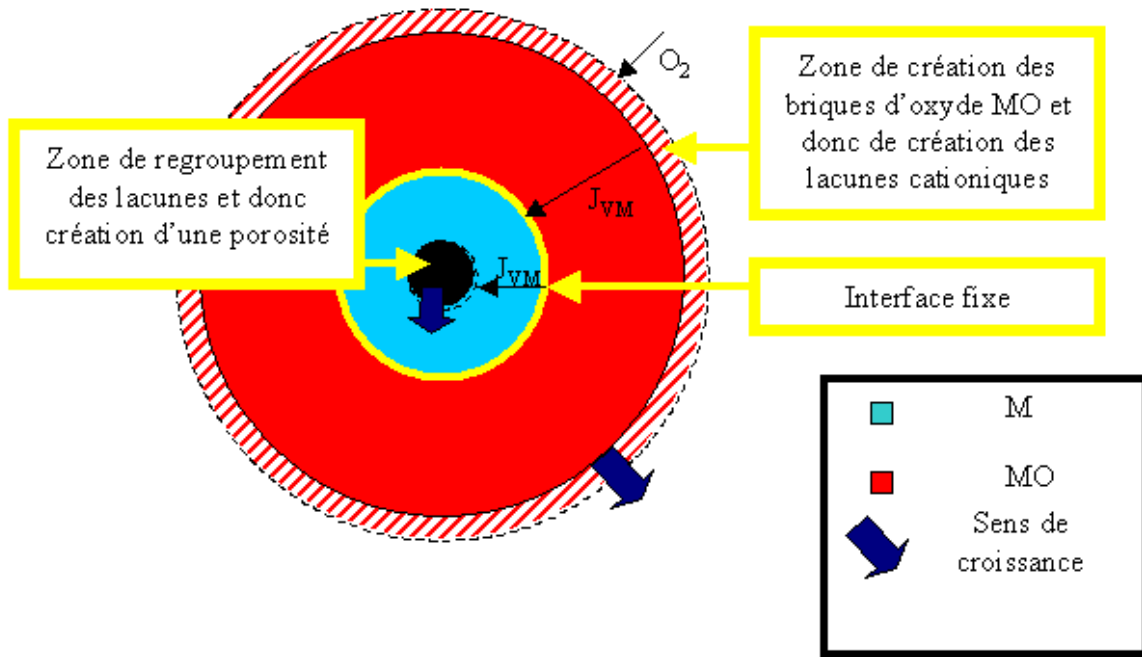 O2
Zone de création des
briques d'oxyde MO et
donc de création des
lacunes cationiques
Zone de regroupement
des lacunes et donc
création d'une porosité
JVM
JVM
Interface fixe
M
MO
Sens de
croissance